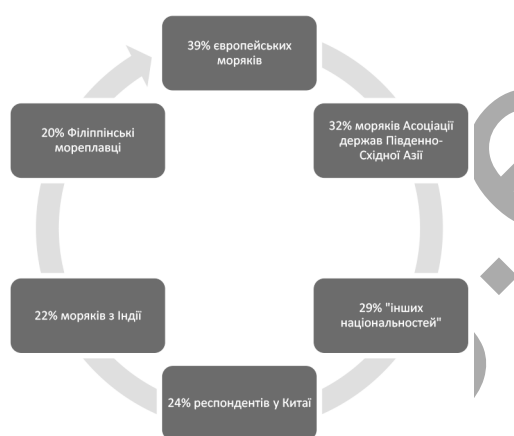 39% європейських
моряків
32% моряків Асоціації
держав Південно-
Східної Азії
29% "інших
національностей"
24% респондентів у Китаї
22% моряків з Індії
20% Філіппінські
мореплавці